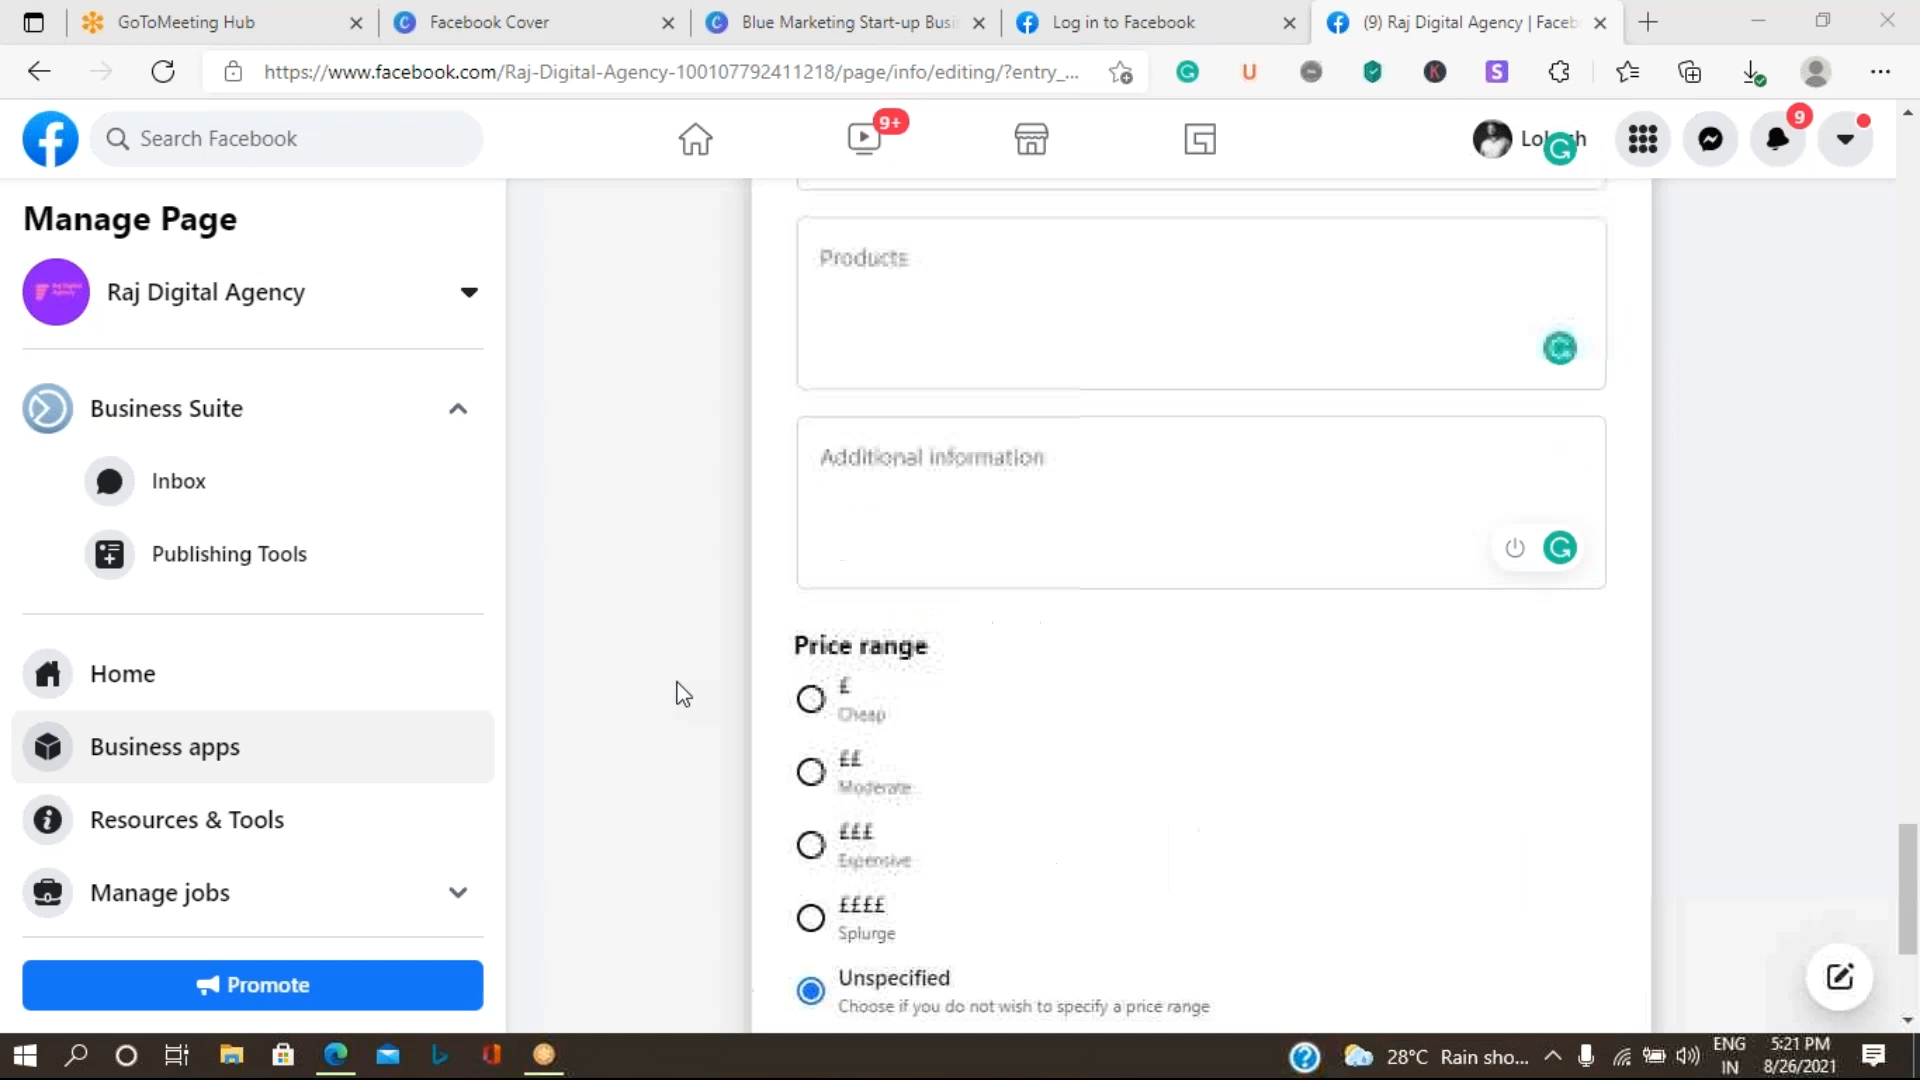 GoToMeeting Hub
Facebook Cover
Blue Marketing Start-up Busi
Log in to Facebook
(9) Raj Digital Agency | Faceb
https://www.facebook.com/Raj-Digital-Agency-100107792411218/page/info/editing/?entry_...
Search Facebook
9+
9
Manage Page
Raj Digital Agency
Business Suite
Inbox
Publishing Tools
Home
Business apps
Resources & Tools
Manage jobs
Promote
Products
Additional information
Price range
£
Cheap
££
Moderate
£££
Expensive
££££
Splurge
Unspecified
Choose if you do not wish to specify a price range
28°C Rain sho...
ENG
IN
5:21 PM
8/26/2021